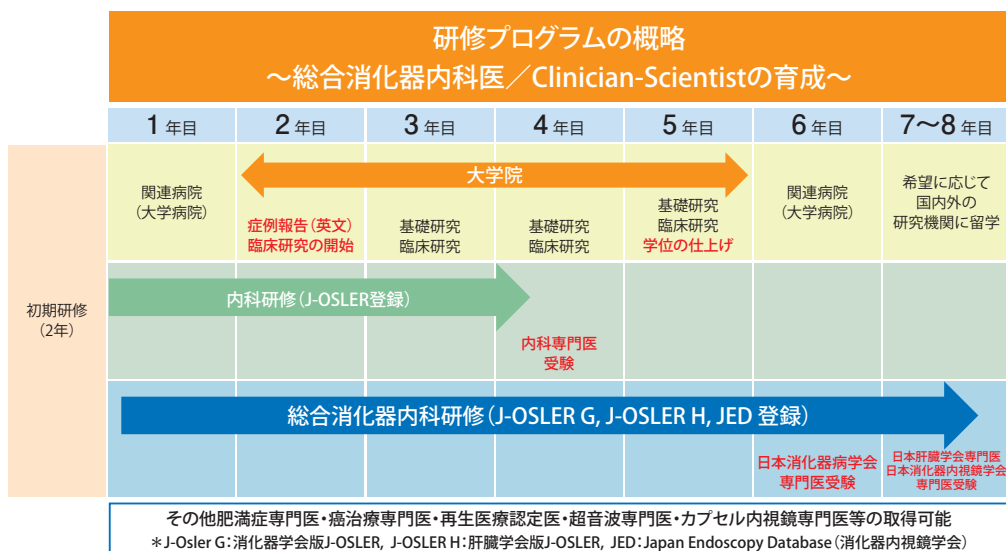 研修プログラムの概略
〜総合消化器内科医／Clinician-Scientistの育成〜
1年目 2年目 3年目 4年目 5年目 6年目 7〜8年目
初期研修
(2年)
大学院
関連病院
(大学病院)
症例報告(英文)
臨床研究の開始
基礎研究
臨床研究
基礎研究
臨床研究
基礎研究
臨床研究
学位の仕上げ
関連病院
(大学病院)
希望に応じて
国内外の
研究機関に留学
内科研修(J-OSLER登録)
内科専門医
受験
総合消化器内科研修(J-OSLER G, J-OSLER H, JED 登録)
日本消化器病学会
専門医受験
日本肝臓学会専門医
日本消化器内視鏡学会
専門医受験
その他肥満症専門医・癌治療専門医・再生医療認定医・超音波専門医・カプセル内視鏡専門医等の取得可能
＊J-Osler G：消化器学会版J-OSLER, J-OSLER H：肝臓学会版J-OSLER, JED：Japan Endoscopy Database（消化器内視鏡学会）